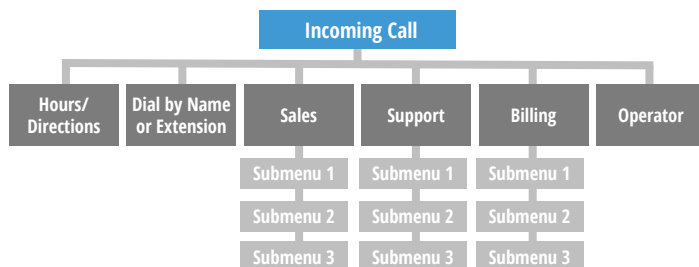 Incoming Call
Hours/
Directions
Dial by Name
or Extension
Sales
Support
Billing
Operator
Submenu 1
Submenu 1
Submenu 1
Submenu 2
Submenu 2
Submenu 2
Submenu 3
Submenu 3
Submenu 3